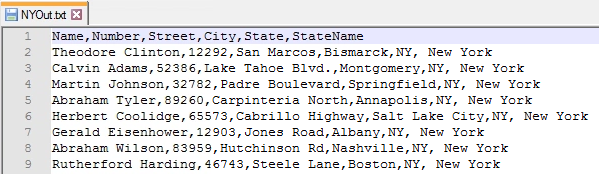 NYOut.txt
1 Name,Number,Street,City,State,StateName
2 Theodore Clinton,12292,San Marcos,Bismarck,NY, New York
3 Calvin Adams,52386,Lake Tahoe Blvd.,Montgomery,NY, New York
4 Martin Johnson,32782,Padre Boulevard,Springfield,NY, New York
5 Abraham Tyler,89260,Carpinteria North,Annapolis,NY, New York
6 Herbert Coolidge,65573,Cabrillo Highway,Salt Lake City,NY, New York
7 Gerald Eisenhower,12903,Jones Road,Albany,NY, New York
8 Abraham Wilson,83959,Hutchinson Rd,Nashville,NY, New York
9 Rutherford Harding,46743,Steele Lane,Boston,NY, New York